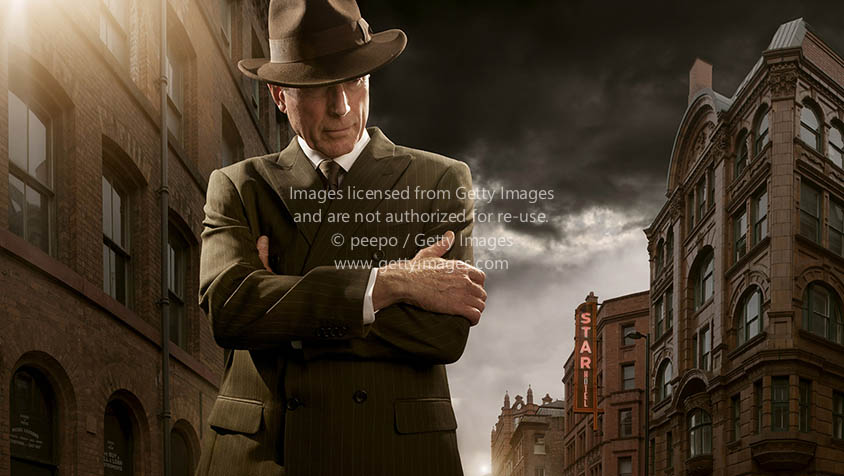 Images licensed from Getty Images
and are not authorized for re-use.
© peepo / Getty Images
www.gettyimages.com
STAR
HOTEL